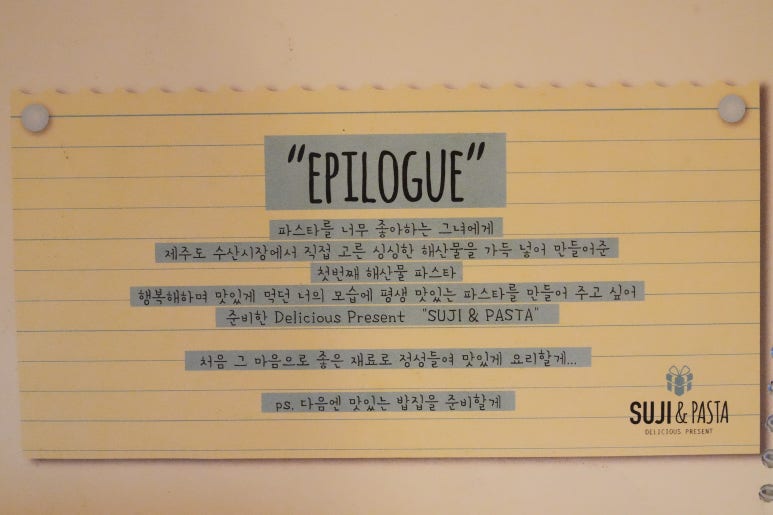 "EPILOGUE"
파스타를 너무 좋아하는 그녀에게
제주도 수산시장에서 직접 고른 싱싱한 해산물을 가득 넣어 만들어준
첫번째 해산물 파스타
행복해하며 맛있게 먹던 너의 모습에 평생 맛있는 파스타를 만들어 주고 싶어
준비한 Delicious Present "SUJI & PASTA"
처음 그 마음으로 좋은 재료로 정성들여 맛있게 요리할게...
ps. 다음엔 맛있는 밥집을 준비할게
SUJI & PASTA
DELICIOUS PRESENT